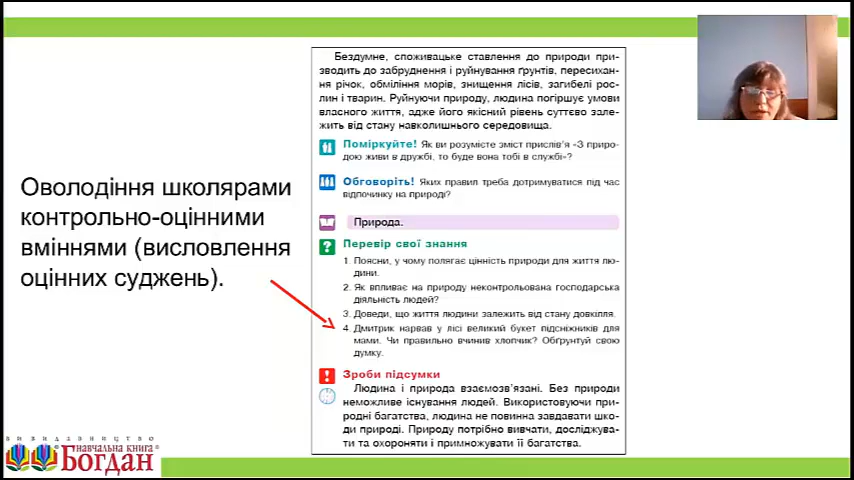 Бездумне, споживацьке ставлення до природи при-
зводить до забруднення і руйнування ґрунтів, пересихан-
ня річок, обміління морів, знищення лісів, загибелі рос-
лин і тварин. Руйнуючи природу, людина погіршує умови
власного життя, адже його якісний рівень суттєво зале-
жить від стану навколишнього середовища.
Поміркуйте! Як ви розумієте зміст прислів'я «З приро-
дою живи в дружбі, то буде вона тобі в службі»?
Обговоріть! Яких правил треба дотримуватися під час
відпочинку на природі?
Природа.
Перевір свої знання
1. Поясни, у чому полягає цінність природи для життя лю-
дини.
2. Як впливає на природу неконтрольована господарська
діяльність людей?
3. Доведи, що життя людини залежить від стану довкілля.
4. Дмитрик нарвав у лісі великий букет підсніжників для
мами. Чи правильно вчинив хлопчик? Обґрунтуй свою
думку.
Зроби підсумки
Людина і природа взаємозв'язані. Без природи
неможливе існування людей. Використовуючи при-
родні багатства, людина не повинна завдавати шко-
ди природі. Природу потрібно вивчати, досліджува-
ти та охороняти і примножувати її багатства.
Оволодіння школярами
контрольно-оцінними
вміннями (висловлення
оцінних суджень).
видавництво
навчальна книга
Богдан